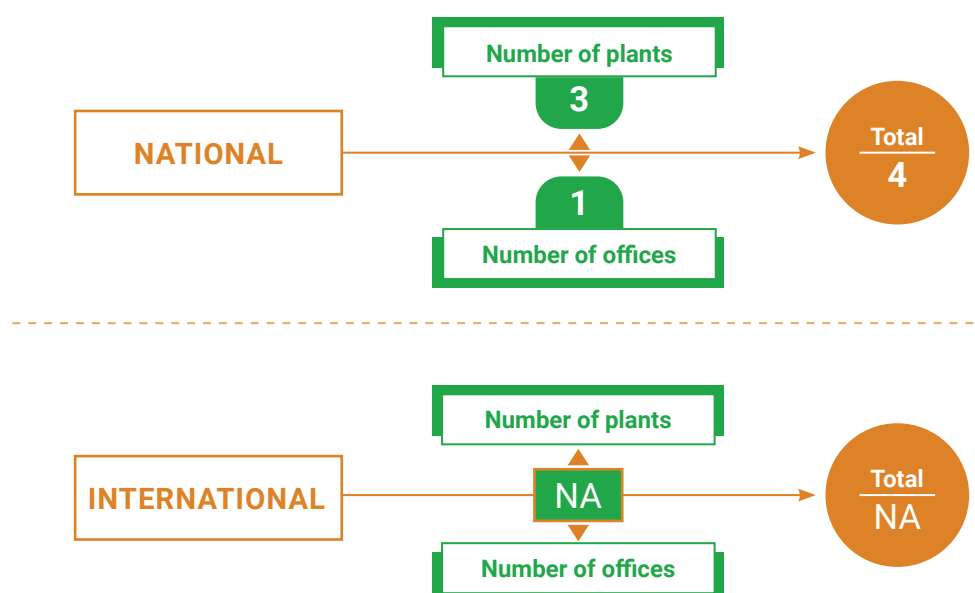 Number of plants
3
NATIONAL
Total
4
1
Number of offices
Number of plants
INTERNATIONAL
NA
Total
NA
Number of offices